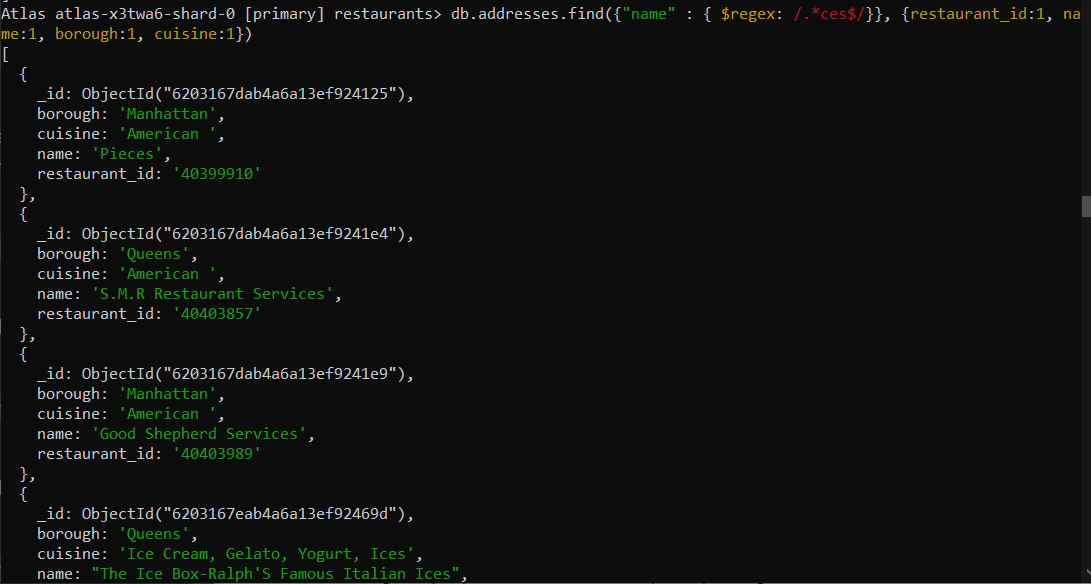 Atlas atlas-x3twa6-shard-0 [primary] restaurants> db.addresses.find({"name" : { $regex: /.*ces$/}}, {restaurant_id:1, na
me:1, borough:1, cuisine:1})
[
  {
    _id: ObjectId("6203167dab4a6a13ef924125"),
    borough: 'Manhattan',
    cuisine: 'American ',
    name: 'Pieces',
    restaurant_id: '40399910'
  },
  {
    _id: ObjectId("6203167dab4a6a13ef9241e4"),
    borough: 'Queens',
    cuisine: 'American ',
    name: 'S.M.R Restaurant Services',
    restaurant_id: '40403857'
  },
  {
    _id: ObjectId("6203167dab4a6a13ef9241e9"),
    borough: 'Manhattan',
    cuisine: 'American ',
    name: 'Good Shepherd Services',
    restaurant_id: '40403989'
  },
  {
    _id: ObjectId("6203167eab4a6a13ef92469d"),
    borough: 'Queens',
    cuisine: 'Ice Cream, Gelato, Yogurt, Ices',
    name: "The Ice Box-Ralph'S Famous Italian Ices",